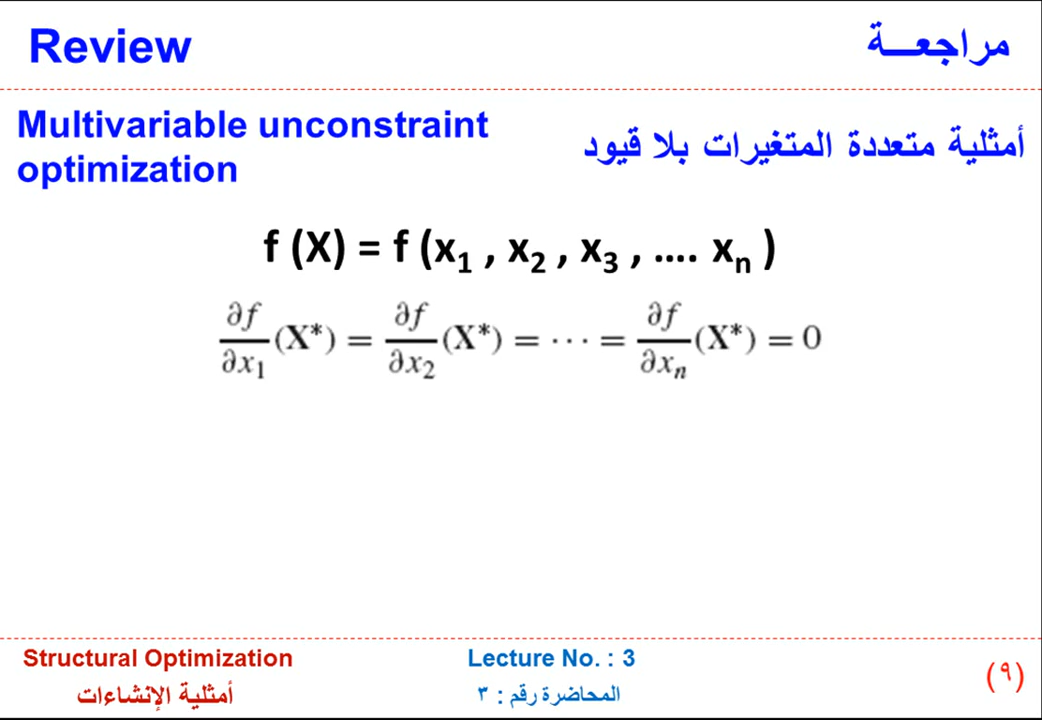 Review
مراجعـــة
Multivariable unconstraint
optimization
أمثلية متعددة المتغيرات بلا قيود
f (X) = f (x₁ , x₂ , x₃ , .... xₙ )
∂f/∂x₁ (X*) = ∂f/∂x₂ (X*) = ··· = ∂f/∂xₙ (X*) = 0
Structural Optimization
أمثلية الإنشاءات
Lecture No. : 3
المحاضرة رقم : ٣
(٩)